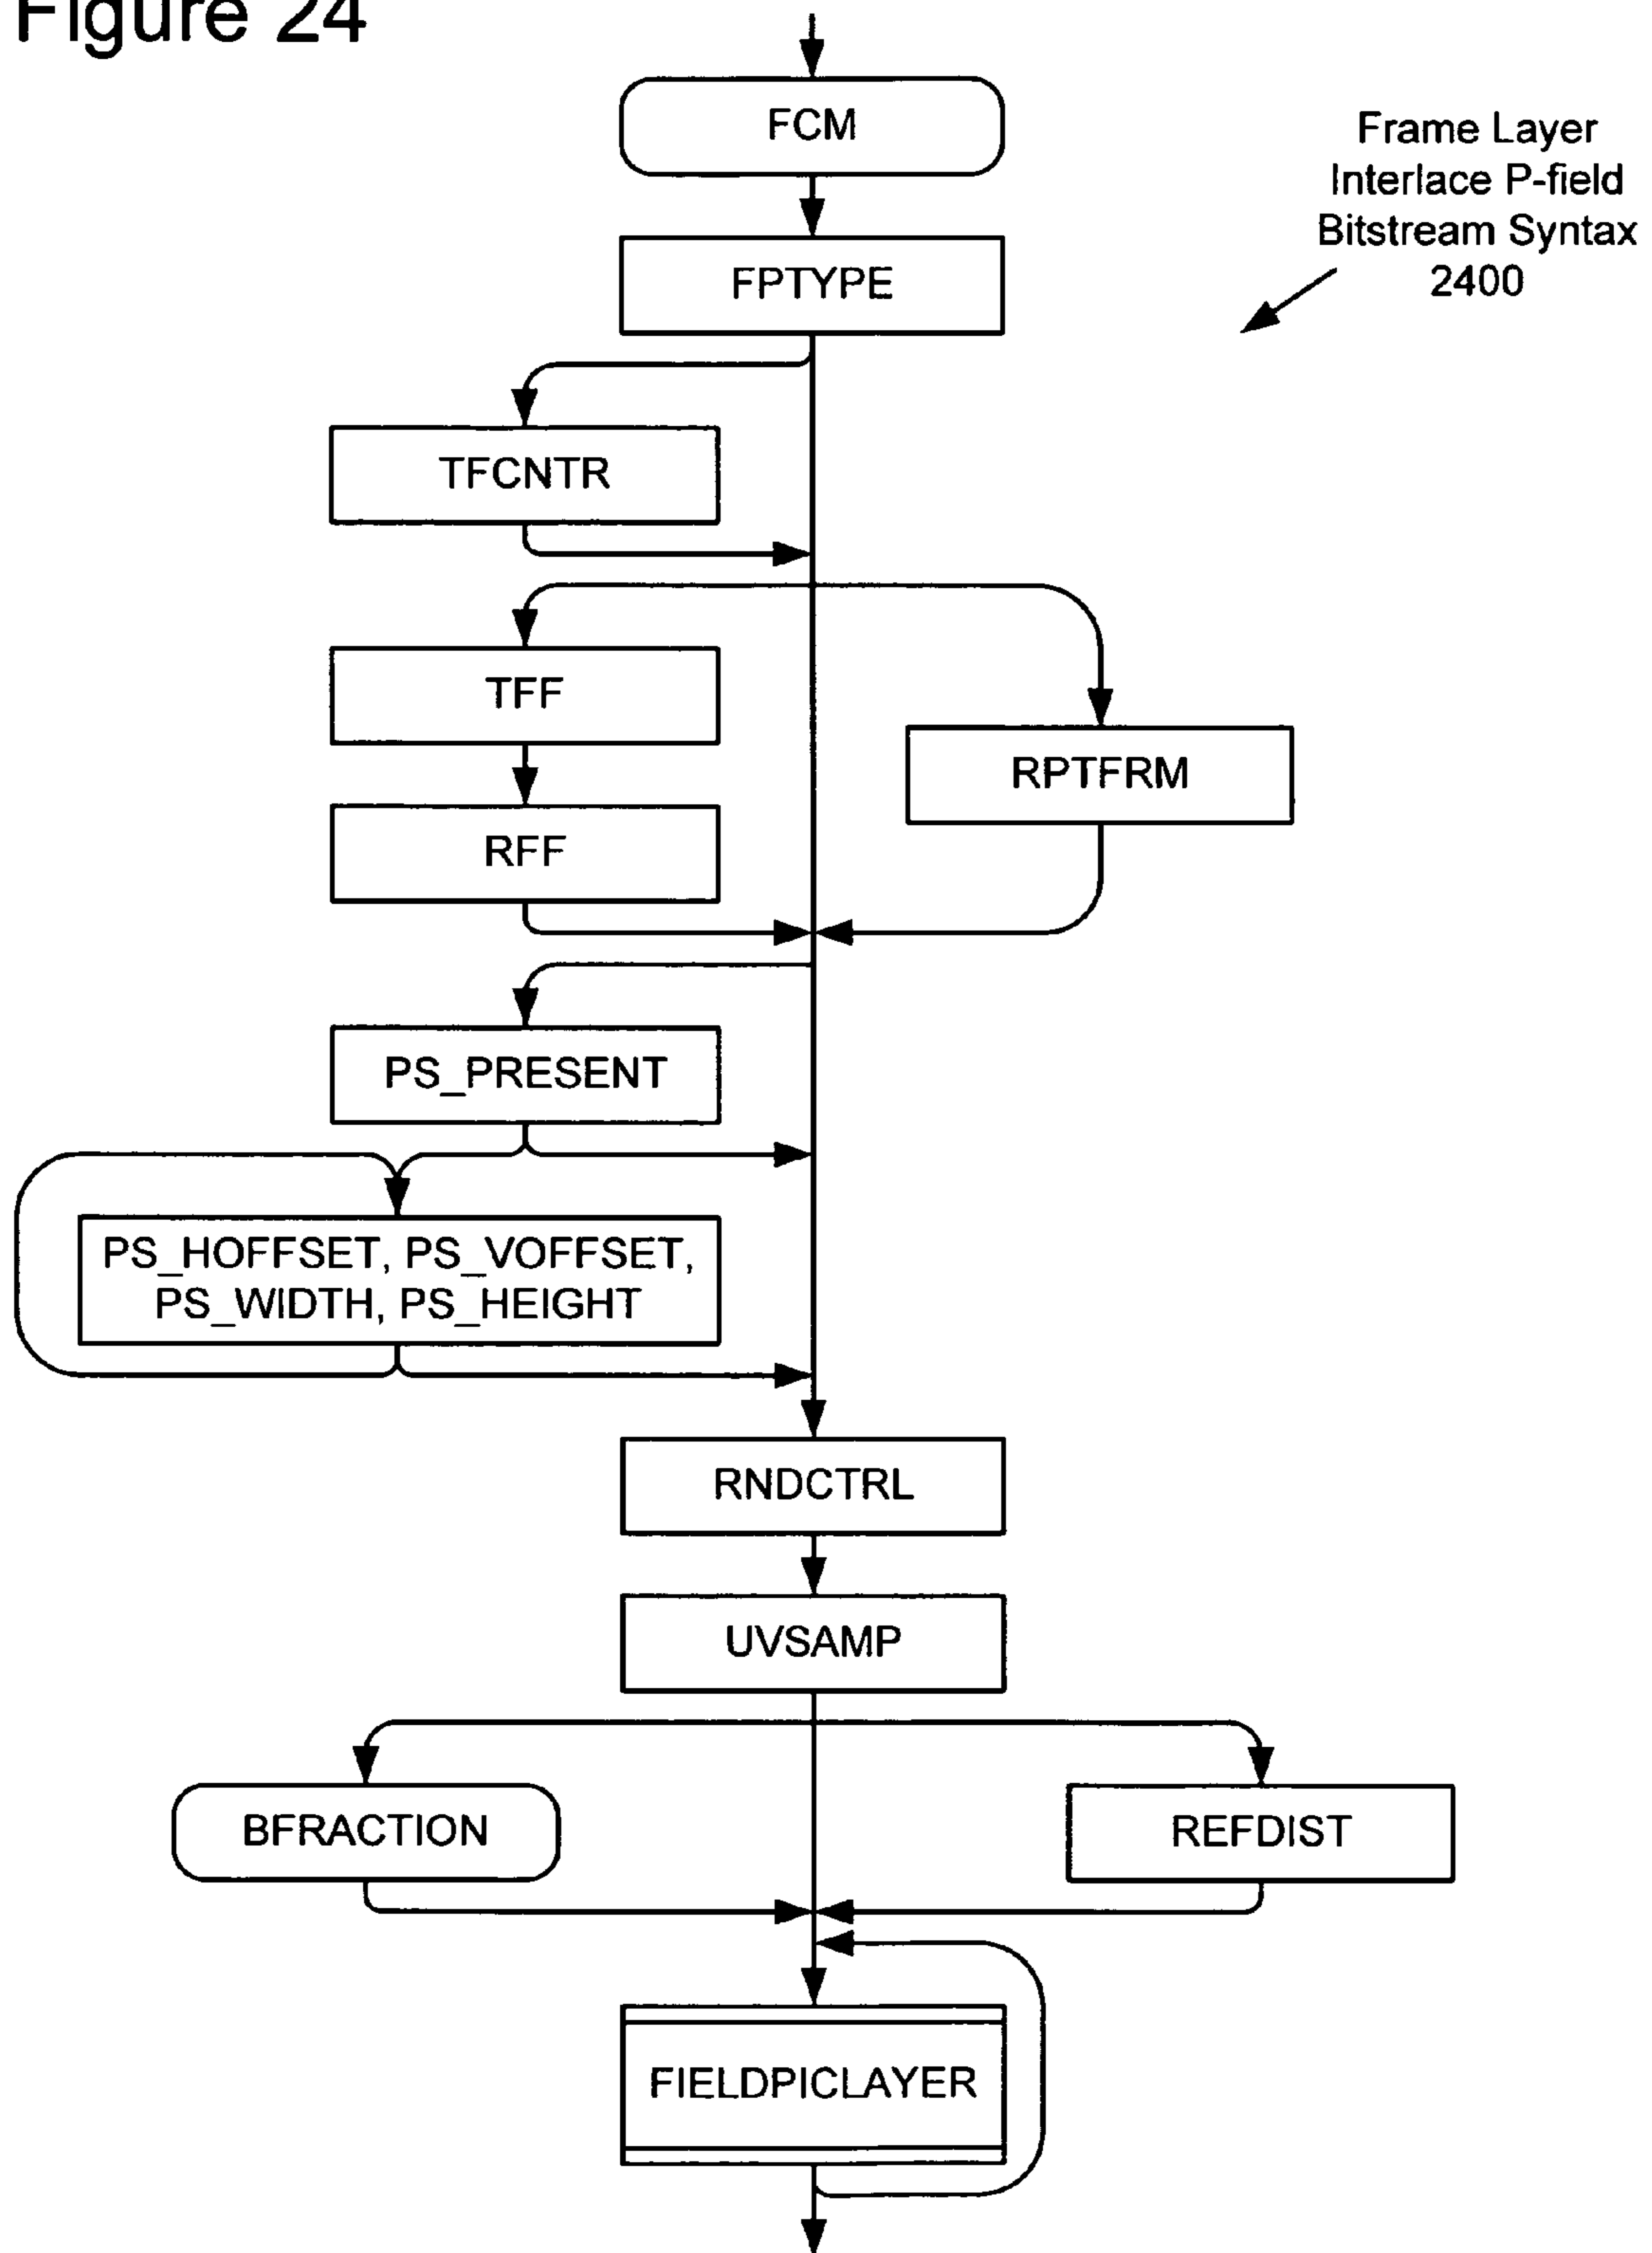 Figure 24
FCM
Frame Layer
Interlace P-field
Bitstream Syntax
2400
FPTYPE
TFCNTR
TFF
RPTFRM
RFF
PS_PRESENT
PS_HOFFSET, PS_VOFFSET,
PS_WIDTH, PS_HEIGHT
RNDCTRL
UVSAMP
BFRACTION
REFDIST
FIELDPICLAYER